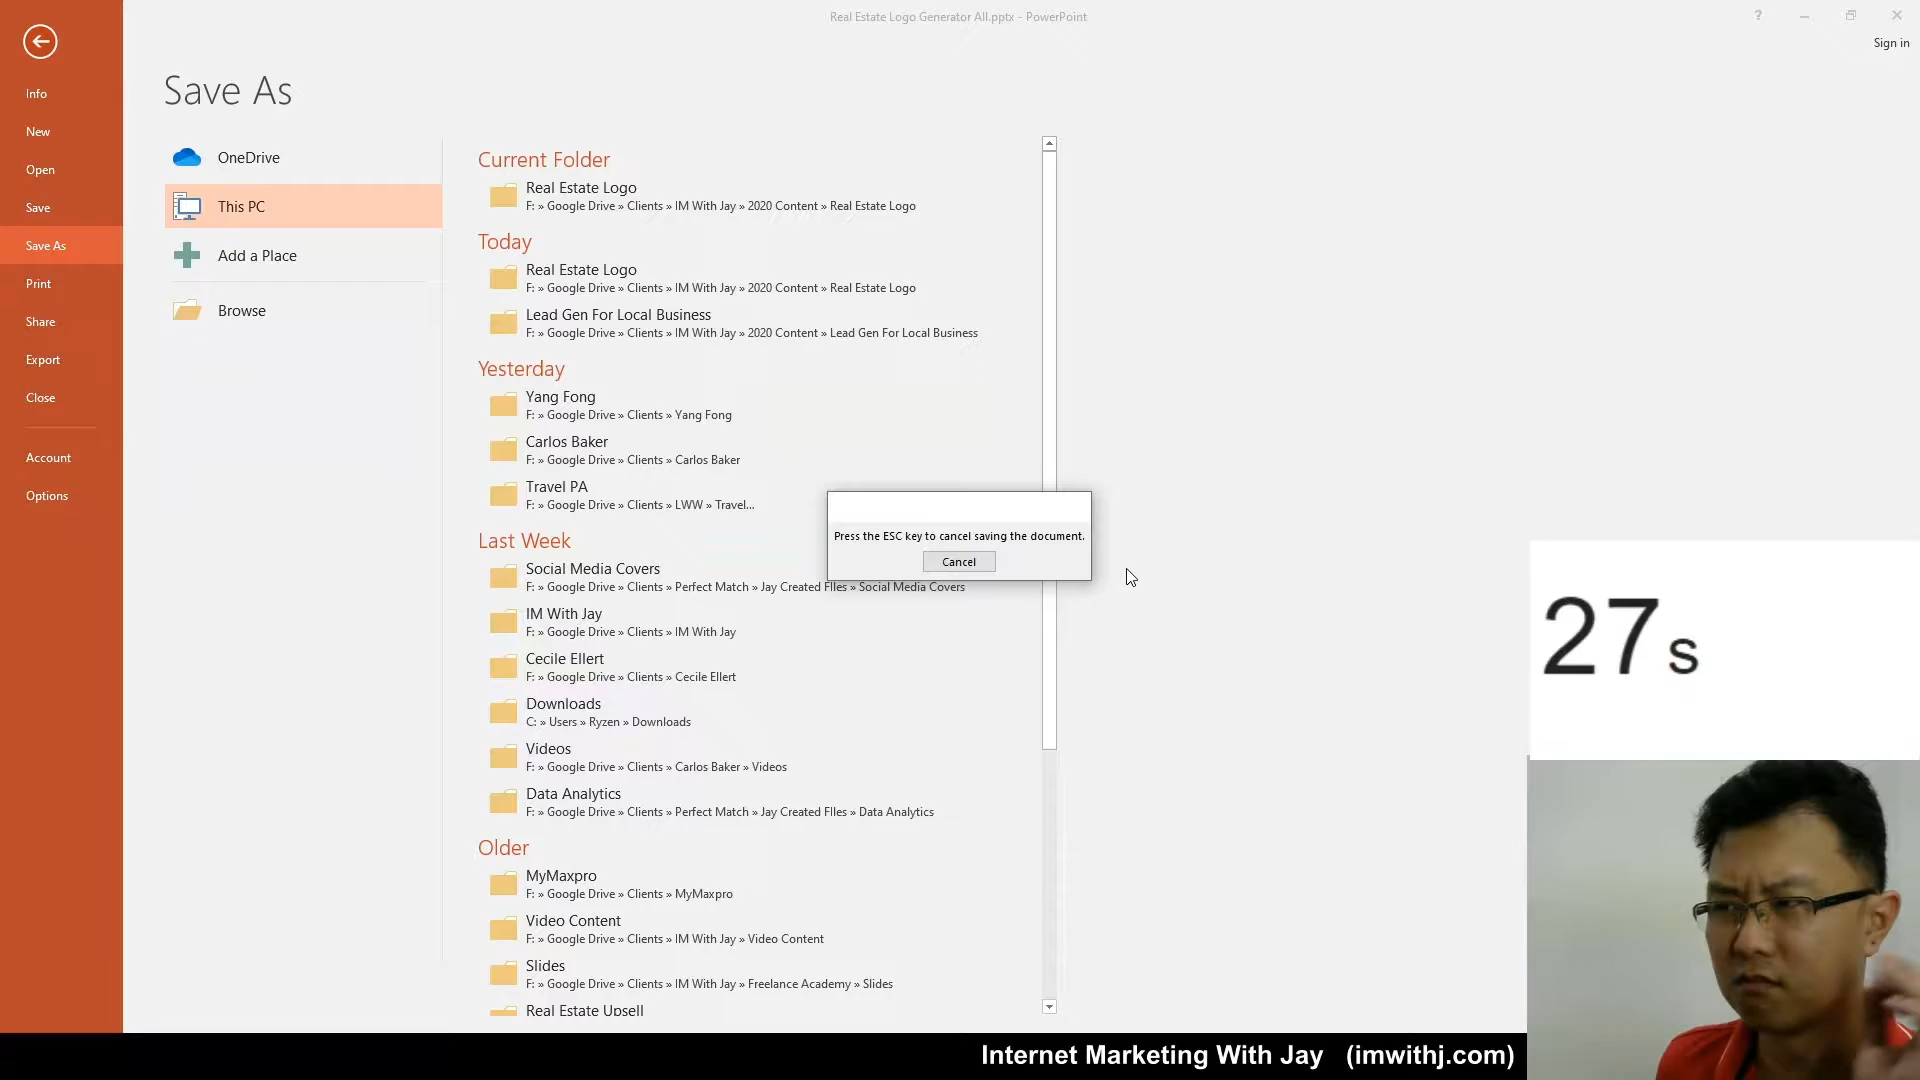 Real Estate Logo Generator All.pptx - PowerPoint
?
Sign in
Info
New
Open
Save
Save As
Print
Share
Export
Close
Account
Options
Save As
OneDrive
This PC
Add a Place
Browse
Current Folder
Real Estate Logo
F: » Google Drive » Clients » IM With Jay » 2020 Content » Real Estate Logo
Today
Real Estate Logo
F: » Google Drive » Clients » IM With Jay » 2020 Content » Real Estate Logo
Lead Gen For Local Business
F: » Google Drive » Clients » IM With Jay » 2020 Content » Lead Gen For Local Business
Yesterday
Yang Fong
F: » Google Drive » Clients » Yang Fong
Carlos Baker
F: » Google Drive » Clients » Carlos Baker
Travel PA
F: » Google Drive » Clients » LWW » Travel...
Last Week
Social Media Covers
F: » Google Drive » Clients » Perfect Match » Jay Created FIles » Social Media Covers
IM With Jay
F: » Google Drive » Clients » IM With Jay
Cecile Ellert
F: » Google Drive » Clients » Cecile Ellert
Downloads
C: » Users » Ryzen » Downloads
Videos
F: » Google Drive » Clients » Carlos Baker » Videos
Data Analytics
F: » Google Drive » Clients » Perfect Match » Jay Created FIles » Data Analytics
Older
MyMaxpro
F: » Google Drive » Clients » MyMaxpro
Video Content
F: » Google Drive » Clients » IM With Jay » Video Content
Slides
F: » Google Drive » Clients » IM With Jay » Freelance Academy » Slides
Real Estate Upsell
Press the ESC key to cancel saving the document.
Cancel
27s
Internet Marketing With Jay (imwithj.com)